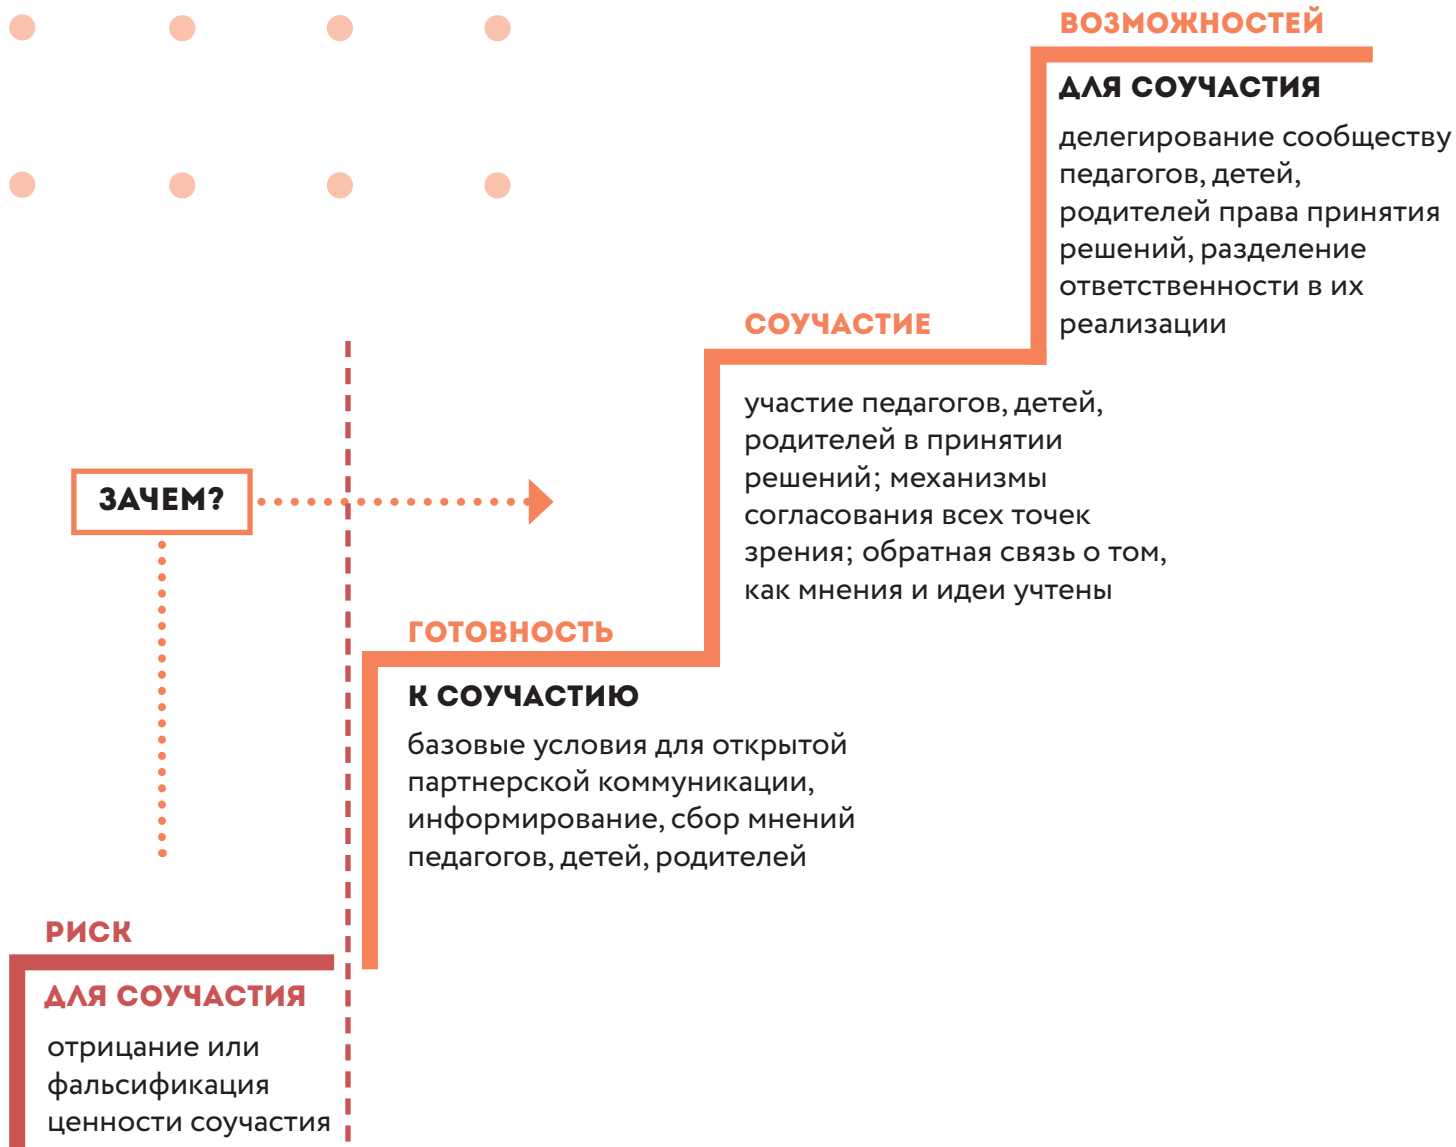 ВОЗМОЖНОСТЕЙ
ДЛЯ СОУЧАСТИЯ
делегирование сообществу
педагогов, детей,
родителей права принятия
решений, разделение
ответственности в их
реализации
СОУЧАСТИЕ
участие педагогов, детей,
родителей в принятии
решений; механизмы
согласования всех точек
зрения; обратная связь о том,
как мнения и идеи учтены
ЗАЧЕМ?
ГОТОВНОСТЬ
К СОУЧАСТИЮ
базовые условия для открытой
партнерской коммуникации,
информирование, сбор мнений
педагогов, детей, родителей
РИСК
ДЛЯ СОУЧАСТИЯ
отрицание или
фальсификация
ценности соучастия